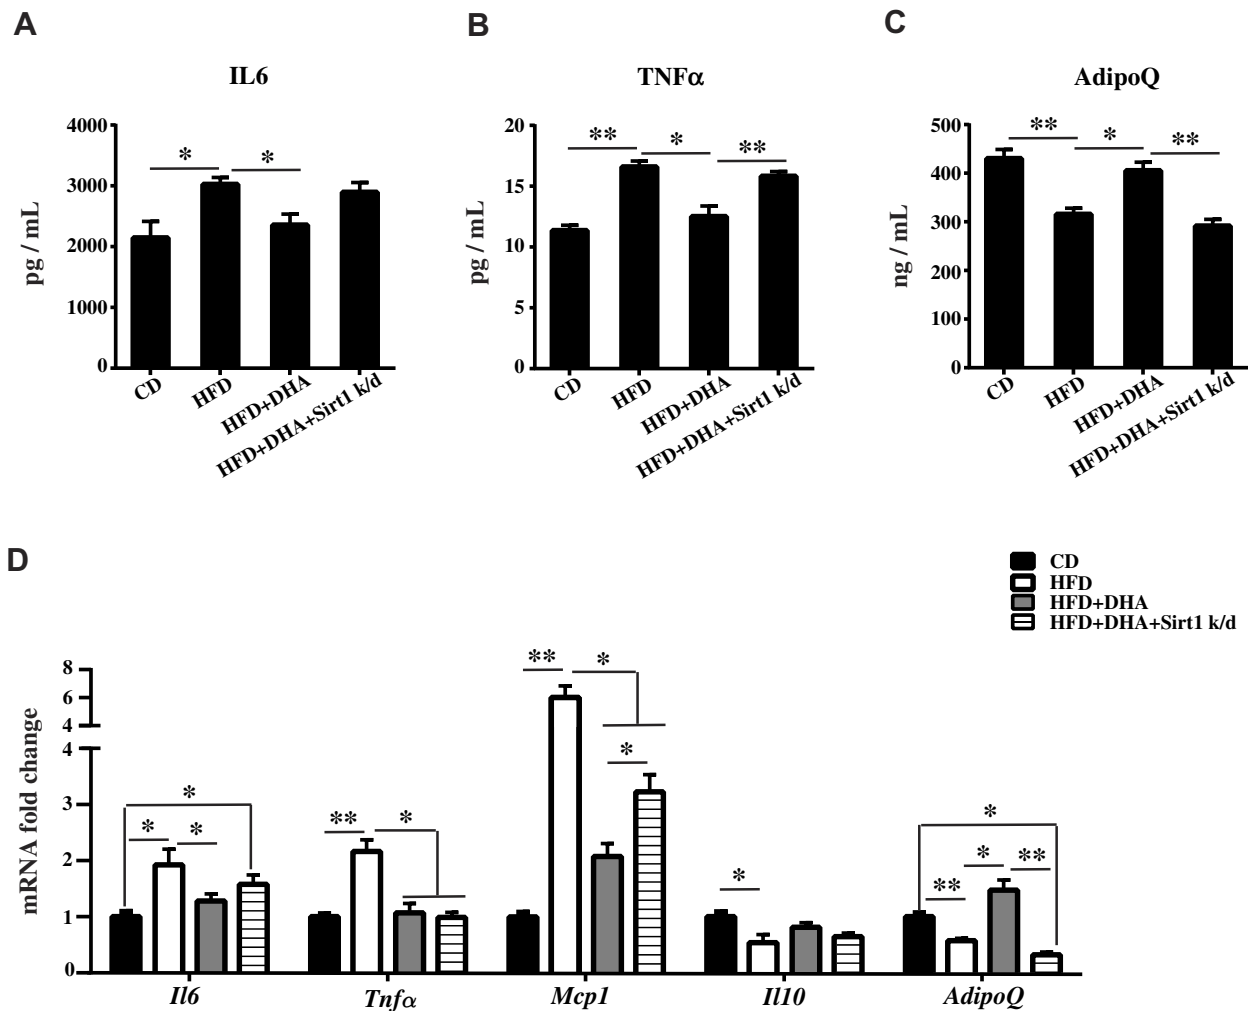 A
B
C
IL6
TNFα
AdipoQ
pg / mL
4000
3000
2000
1000
0
* *
CD
HFD
HFD+DHA
HFD+DHA+Sirt1 k/d
pg / mL
20
15
10
5
0
** * **
CD
HFD
HFD+DHA
HFD+DHA+Sirt1 k/d
ng / mL
500
400
300
200
100
0
** * **
CD
HFD
HFD+DHA
HFD+DHA+Sirt1 k/d
D
CD
HFD
HFD+DHA
HFD+DHA+Sirt1 k/d
mRNA fold change
8
6
4
4
3
2
1
0
*
* *
** *
** *
*
*
*
** * **
Il6
Tnfα
Mcp1
Il10
AdipoQ